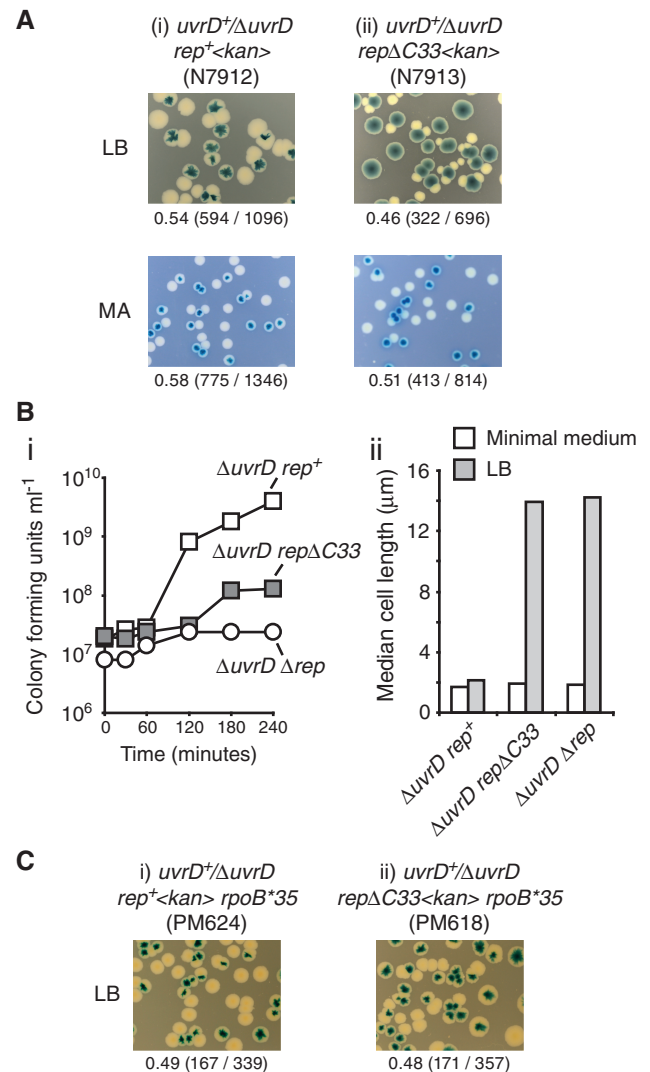 A
(i) uvrD+/ΔuvrD
rep+<kan>
(N7912)
(ii) uvrD+/ΔuvrD
repΔC33<kan>
(N7913)
LB
0.54 (594 / 1096)
0.46 (322 / 696)
MA
0.58 (775 / 1346)
0.51 (413 / 814)
B
i
Colony forming units ml-1
10^10
10^9
10^8
10^7
10^6
0 60 120 180 240
Time (minutes)
ΔuvrD rep+
ΔuvrD repΔC33
ΔuvrD Δrep
ii
Minimal medium
LB
Median cell length (μm)
16
12
8
4
0
ΔuvrD rep+
ΔuvrD repΔC33
ΔuvrD Δrep
C
i) uvrD+/ΔuvrD
rep+<kan> rpoB*35
(PM624)
ii) uvrD+/ΔuvrD
repΔC33<kan> rpoB*35
(PM618)
LB
0.49 (167 / 339)
0.48 (171 / 357)